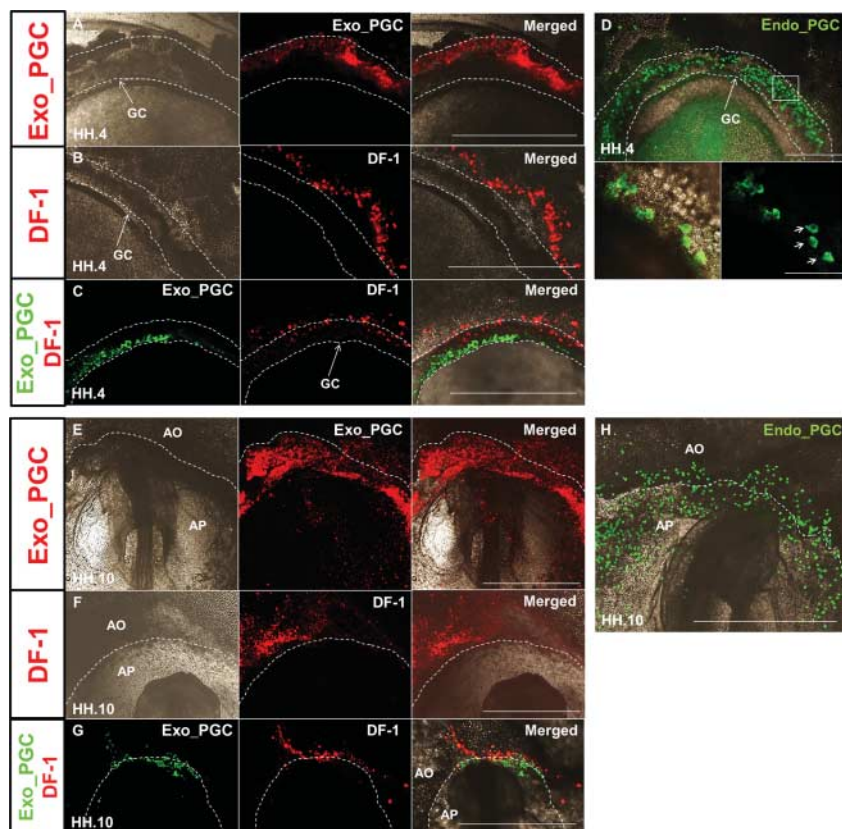 Exo_PGC
A
Exo_PGC
Merged
GC
HH.4
D
Endo_PGC
GC
HH.4
DF-1
B
DF-1
Merged
GC
HH.4
Exo_PGC
DF-1
C
Exo_PGC
DF-1
Merged
GC
HH.4
Exo_PGC
E
AO
Exo_PGC
Merged
AP
HH.10
H
Endo_PGC
AO
AP
HH.10
DF-1
F
DF-1
Merged
AO
AP
HH.10
Exo_PGC
DF-1
G
Exo_PGC
DF-1
Merged
AO
AP
HH.10